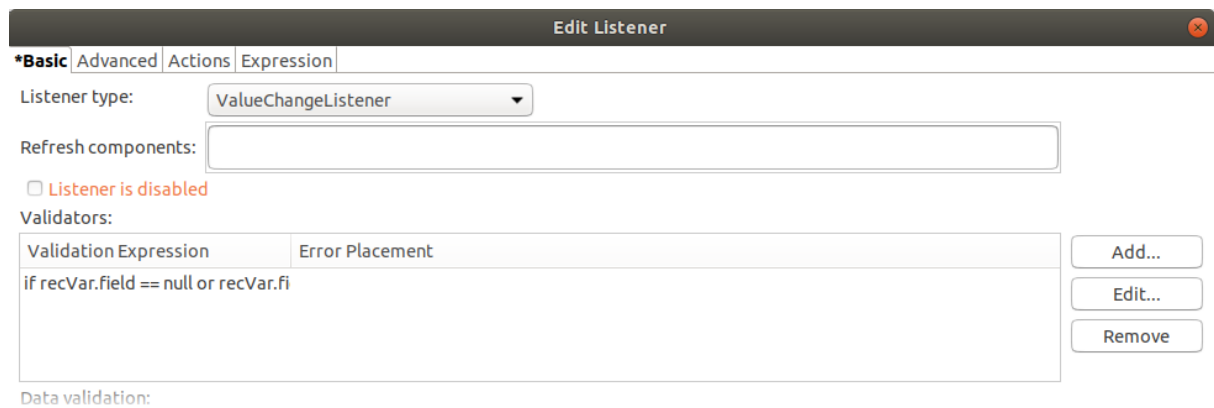 Edit Listener
*Basic Advanced Actions Expression
Listener type: ValueChangeListener
Refresh components:
Listener is disabled
Validators:
Validation Expression Error Placement
Add...
if recVar.field == null or recVar.fi
Edit...
Remove
Data validation: